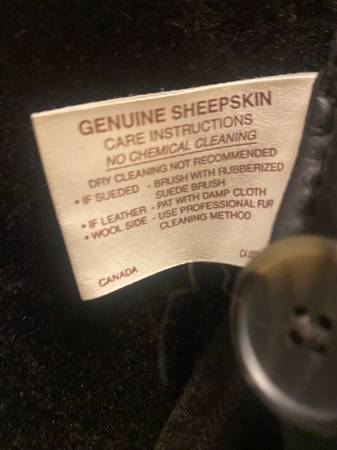 GENUINE SHEEPSKIN
CARE INSTRUCTIONS
NO CHEMICAL CLEANING
DRY CLEANING NOT RECOMMENDED
• IF SUEDED - BRUSH WITH RUBBERIZED
SUEDE BRUSH
• IF LEATHER - PAT WITH DAMP CLOTH
• WOOL SIDE - USE PROFESSIONAL FUR
CLEANING METHOD
CANADA